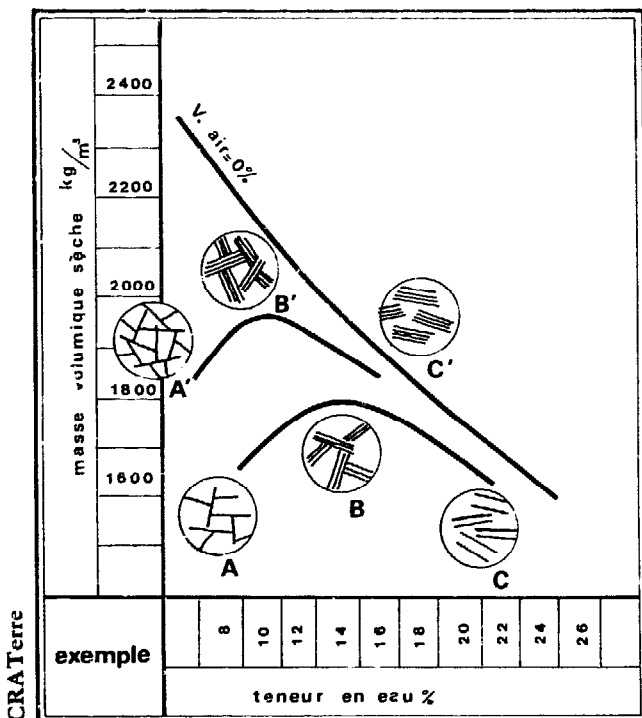 masse volumique sèche kg/m³
2400
2200
2000
1800
1600
V. air=0%
B'
C'
A'
B
A
C
exemple
8 10 12 14 16 18 20 22 24 26
teneur en eau %
CRATerre